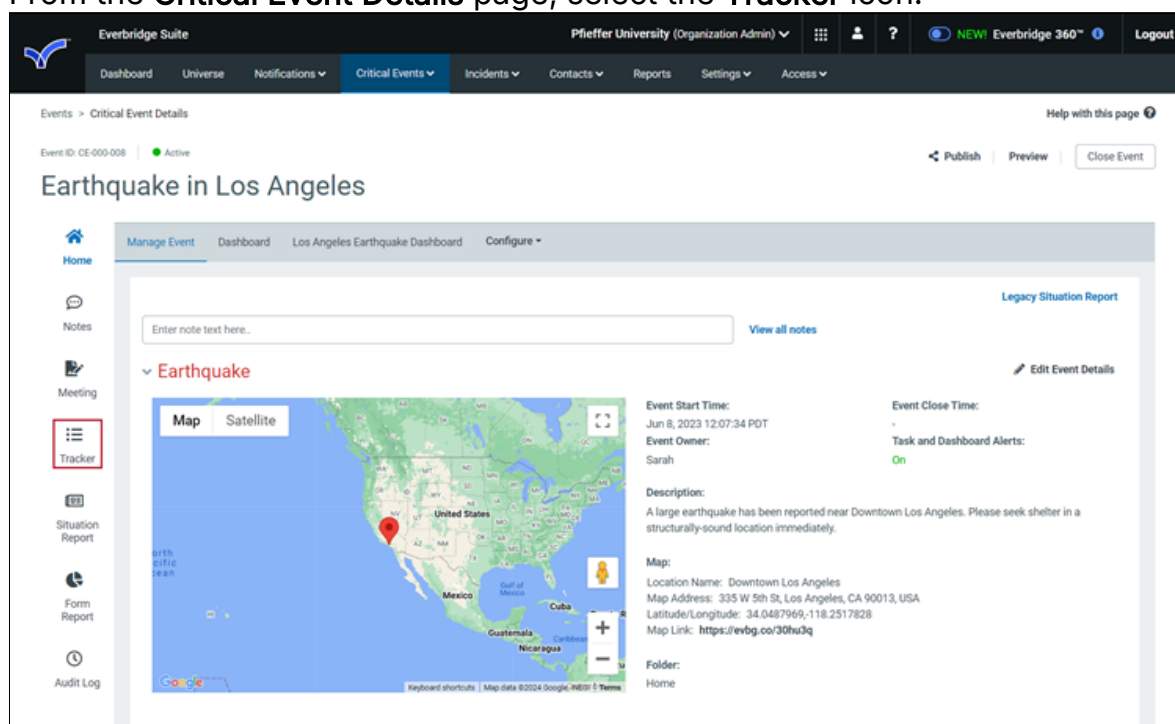 From the Critical Event Details page, select the Tracker icon.
Everbridge Suite
Pfieffer University (Organization Admin)
?
NEW! Everbridge 360™
Logout
Dashboard Universe Notifications Critical Events Incidents Contacts Reports Settings Access
Events > Critical Event Details
Help with this page
Event ID: CE-000-008
Active
Publish Preview Close Event
Earthquake in Los Angeles
Home
Manage Event Dashboard Los Angeles Earthquake Dashboard Configure
Legacy Situation Report
Notes
Enter note text here..
View all notes
Earthquake
Edit Event Details
Meeting
Tracker
Situation
Report
Form
Report
Audit Log
Map Satellite
United States
Mexico
Gulf of
Mexico
Cuba
Guatemala
Nicaragua
Google
Keyboard shortcuts Map data ©2024 Google, INEGI Terms
Event Start Time:
Jun 8, 2023 12:07:34 PDT
Event Close Time:
-
Event Owner:
Sarah
Task and Dashboard Alerts:
On
Description:
A large earthquake has been reported near Downtown Los Angeles. Please seek shelter in a
structurally-sound location immediately.
Map:
Location Name: Downtown Los Angeles
Map Address: 335 W 5th St, Los Angeles, CA 90013, USA
Latitude/Longitude: 34.0487969,-118.2517828
Map Link: https://evbg.co/30hu3q
Folder:
Home